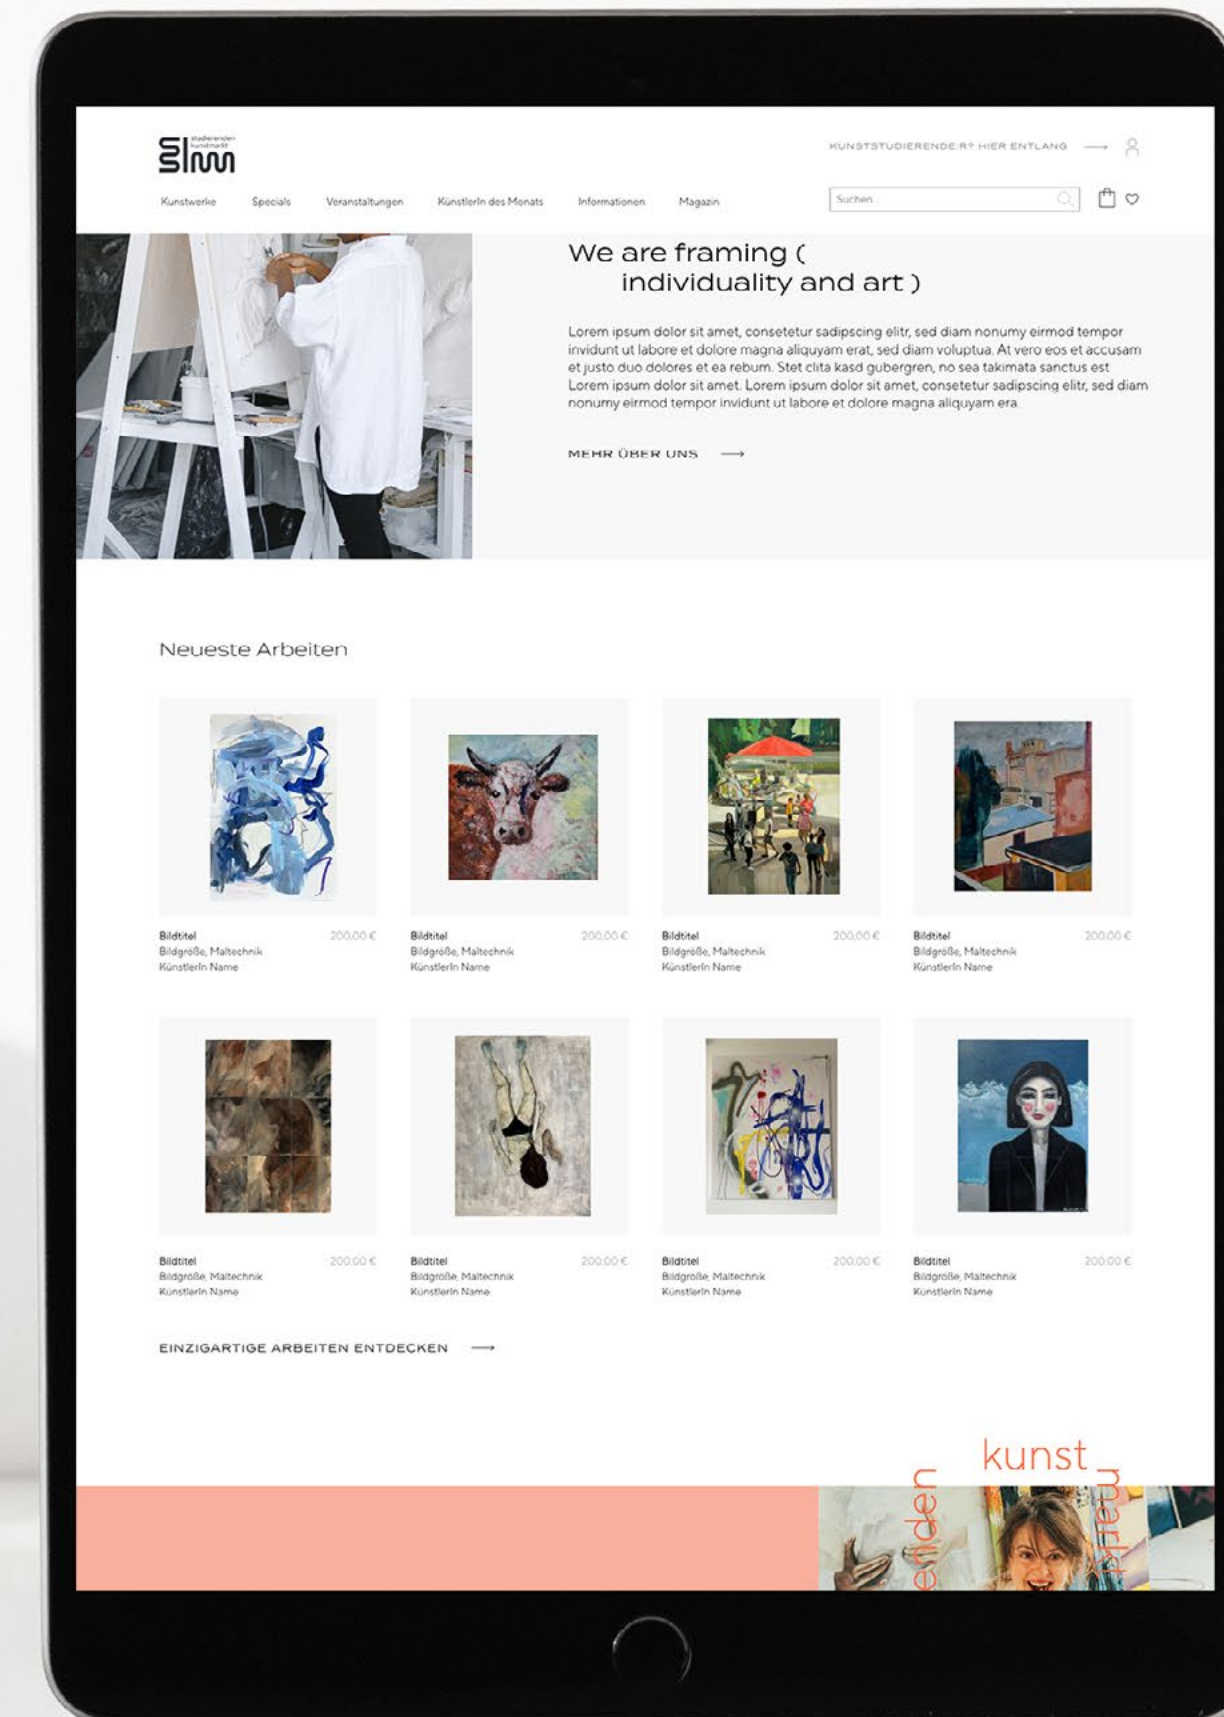 studierenden
kunstmarkt
KUNSTSTUDIERENDE:R? HIER ENTLANG
Kunstwerke Specials Veranstaltungen KünstlerIn des Monats Informationen Magazin
Suchen ...
We are framing (
individuality and art )
Lorem ipsum dolor sit amet, consetetur sadipscing elitr, sed diam nonumy eirmod tempor
invidunt ut labore et dolore magna aliquyam erat, sed diam voluptua. At vero eos et accusam
et justo duo dolores et ea rebum. Stet clita kasd gubergren, no sea takimata sanctus est
Lorem ipsum dolor sit amet. Lorem ipsum dolor sit amet, consetetur sadipscing elitr, sed diam
nonumy eirmod tempor invidunt ut labore et dolore magna aliquyam era.
MEHR ÜBER UNS
Neueste Arbeiten
Bildtitel 200,00 €
Bildgröße, Maltechnik
KünstlerIn Name
Bildtitel 200,00 €
Bildgröße, Maltechnik
KünstlerIn Name
Bildtitel 200,00 €
Bildgröße, Maltechnik
KünstlerIn Name
Bildtitel 200,00 €
Bildgröße, Maltechnik
KünstlerIn Name
Bildtitel 200,00 €
Bildgröße, Maltechnik
KünstlerIn Name
Bildtitel 200,00 €
Bildgröße, Maltechnik
KünstlerIn Name
Bildtitel 200,00 €
Bildgröße, Maltechnik
KünstlerIn Name
Bildtitel 200,00 €
Bildgröße, Maltechnik
KünstlerIn Name
EINZIGARTIGE ARBEITEN ENTDECKEN
enden
kunst
markt